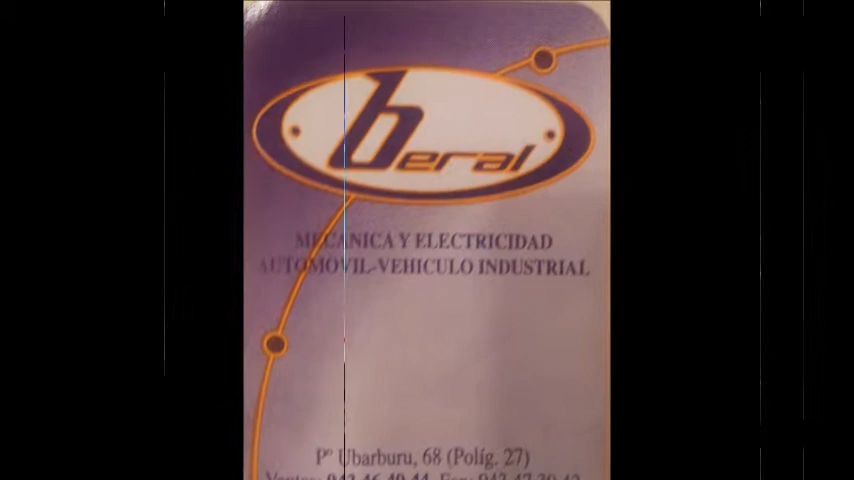 beral
MECANICA Y ELECTRICIDAD
AUTOMOVIL-VEHICULO INDUSTRIAL
Pº Ubarburu, 68 (Políg. 27)